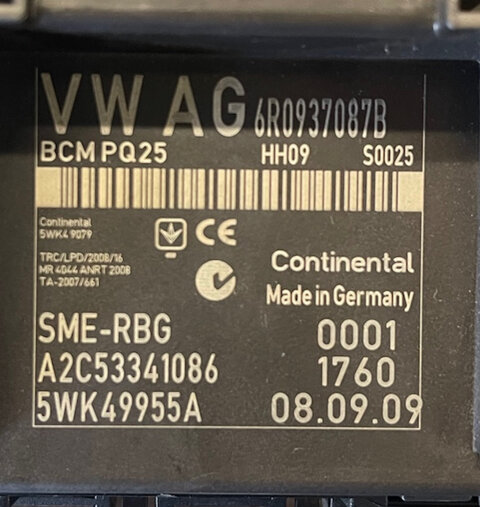 VW AG 6R0937087B
BCM PQ25 HH09 S0025
Continental
5WK4 9079
CE
TRC/LPD/2008/16
MR 4044 ANRT 2008
TA-2007/661
Continental
Made in Germany
SME-RBG 0001
A2C53341086 1760
5WK49955A 08.09.09